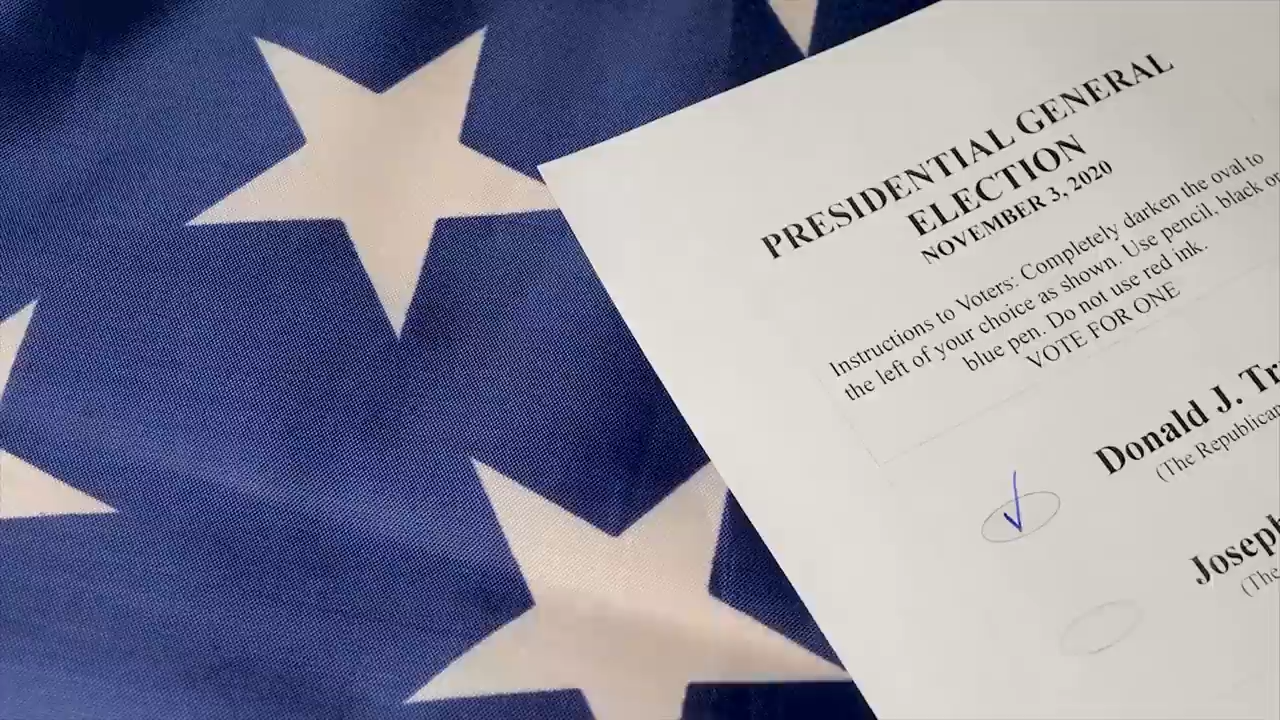 PRESIDENTIAL GENERAL
ELECTION
NOVEMBER 3, 2020
Instructions to Voters: Completely darken the oval to
the left of your choice as shown. Use pencil, black or
blue pen. Do not use red ink.
VOTE FOR ONE
Donald J. Tr
(The Republican
Joseph
(The